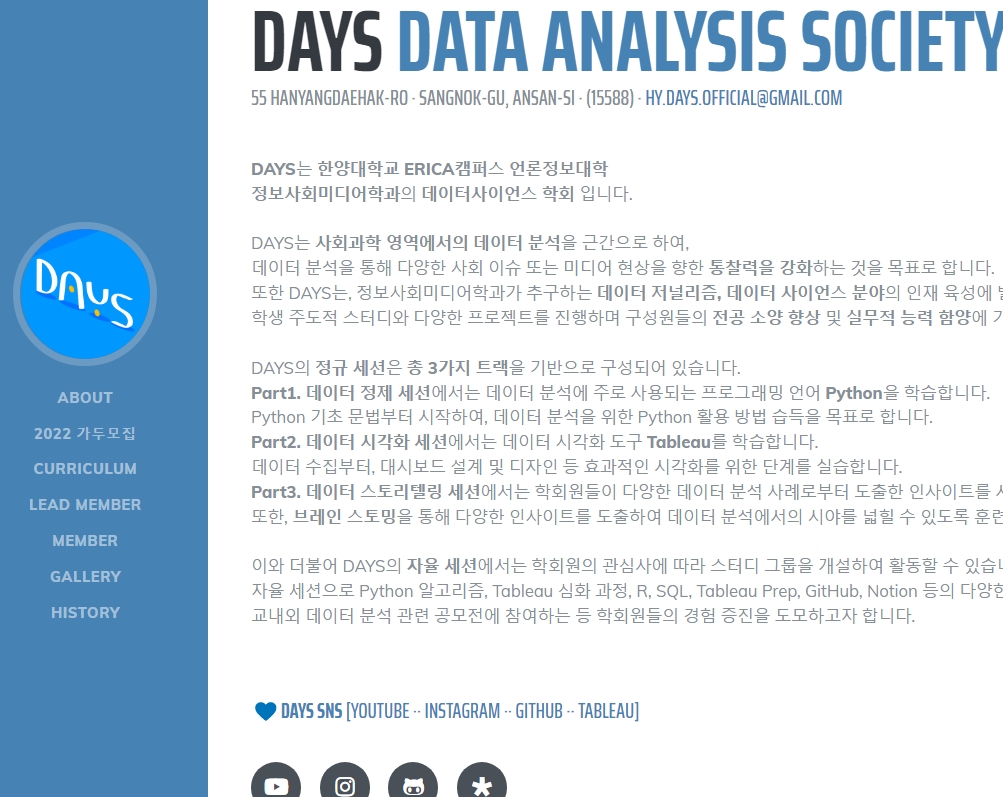 DAYS DATA ANALYSIS SOCIETY
55 HANYANGDAEHAK-RO · SANGNOK-GU, ANSAN-SI · (15588) · HY.DAYS.OFFICIAL@GMAIL.COM
DAYS는 한양대학교 ERICA캠퍼스 언론정보대학
정보사회미디어학과의 데이터사이언스 학회 입니다.
DAYS는 사회과학 영역에서의 데이터 분석을 근간으로 하여,
데이터 분석을 통해 다양한 사회 이슈 또는 미디어 현상을 향한 통찰력을 강화하는 것을 목표로 합니다.
또한 DAYS는, 정보사회미디어학과가 추구하는 데이터 저널리즘, 데이터 사이언스 분야의 인재 육성에
학생 주도적 스터디와 다양한 프로젝트를 진행하며 구성원들의 전공 소양 향상 및 실무적 능력 함양에
DAYS의 정규 세션은 총 3가지 트랙을 기반으로 구성되어 있습니다.
Part1. 데이터 정제 세션에서는 데이터 분석에 주로 사용되는 프로그래밍 언어 Python을 학습합니다.
Python 기초 문법부터 시작하여, 데이터 분석을 위한 Python 활용 방법 습득을 목표로 합니다.
Part2. 데이터 시각화 세션에서는 데이터 시각화 도구 Tableau를 학습합니다.
데이터 수집부터, 대시보드 설계 및 디자인 등 효과적인 시각화를 위한 단계를 실습합니다.
Part3. 데이터 스토리텔링 세션에서는 학회원들이 다양한 데이터 분석 사례로부터 도출한 인사이트를
또한, 브레인 스토밍을 통해 다양한 인사이트를 도출하여 데이터 분석에서의 시야를 넓힐 수 있도록 훈련
이와 더불어 DAYS의 자율 세션에서는 학회원의 관심사에 따라 스터디 그룹을 개설하여 활동할 수 있습
자율 세션으로 Python 알고리즘, Tableau 심화 과정, R, SQL, Tableau Prep, GitHub, Notion 등의 다양한
교내외 데이터 분석 관련 공모전에 참여하는 등 학회원들의 경험 증진을 도모하고자 합니다.
DAYS SNS [YOUTUBE ·· INSTAGRAM ·· GITHUB ·· TABLEAU]
DAYS
ABOUT
2022 가두모집
CURRICULUM
LEAD MEMBER
MEMBER
GALLERY
HISTORY